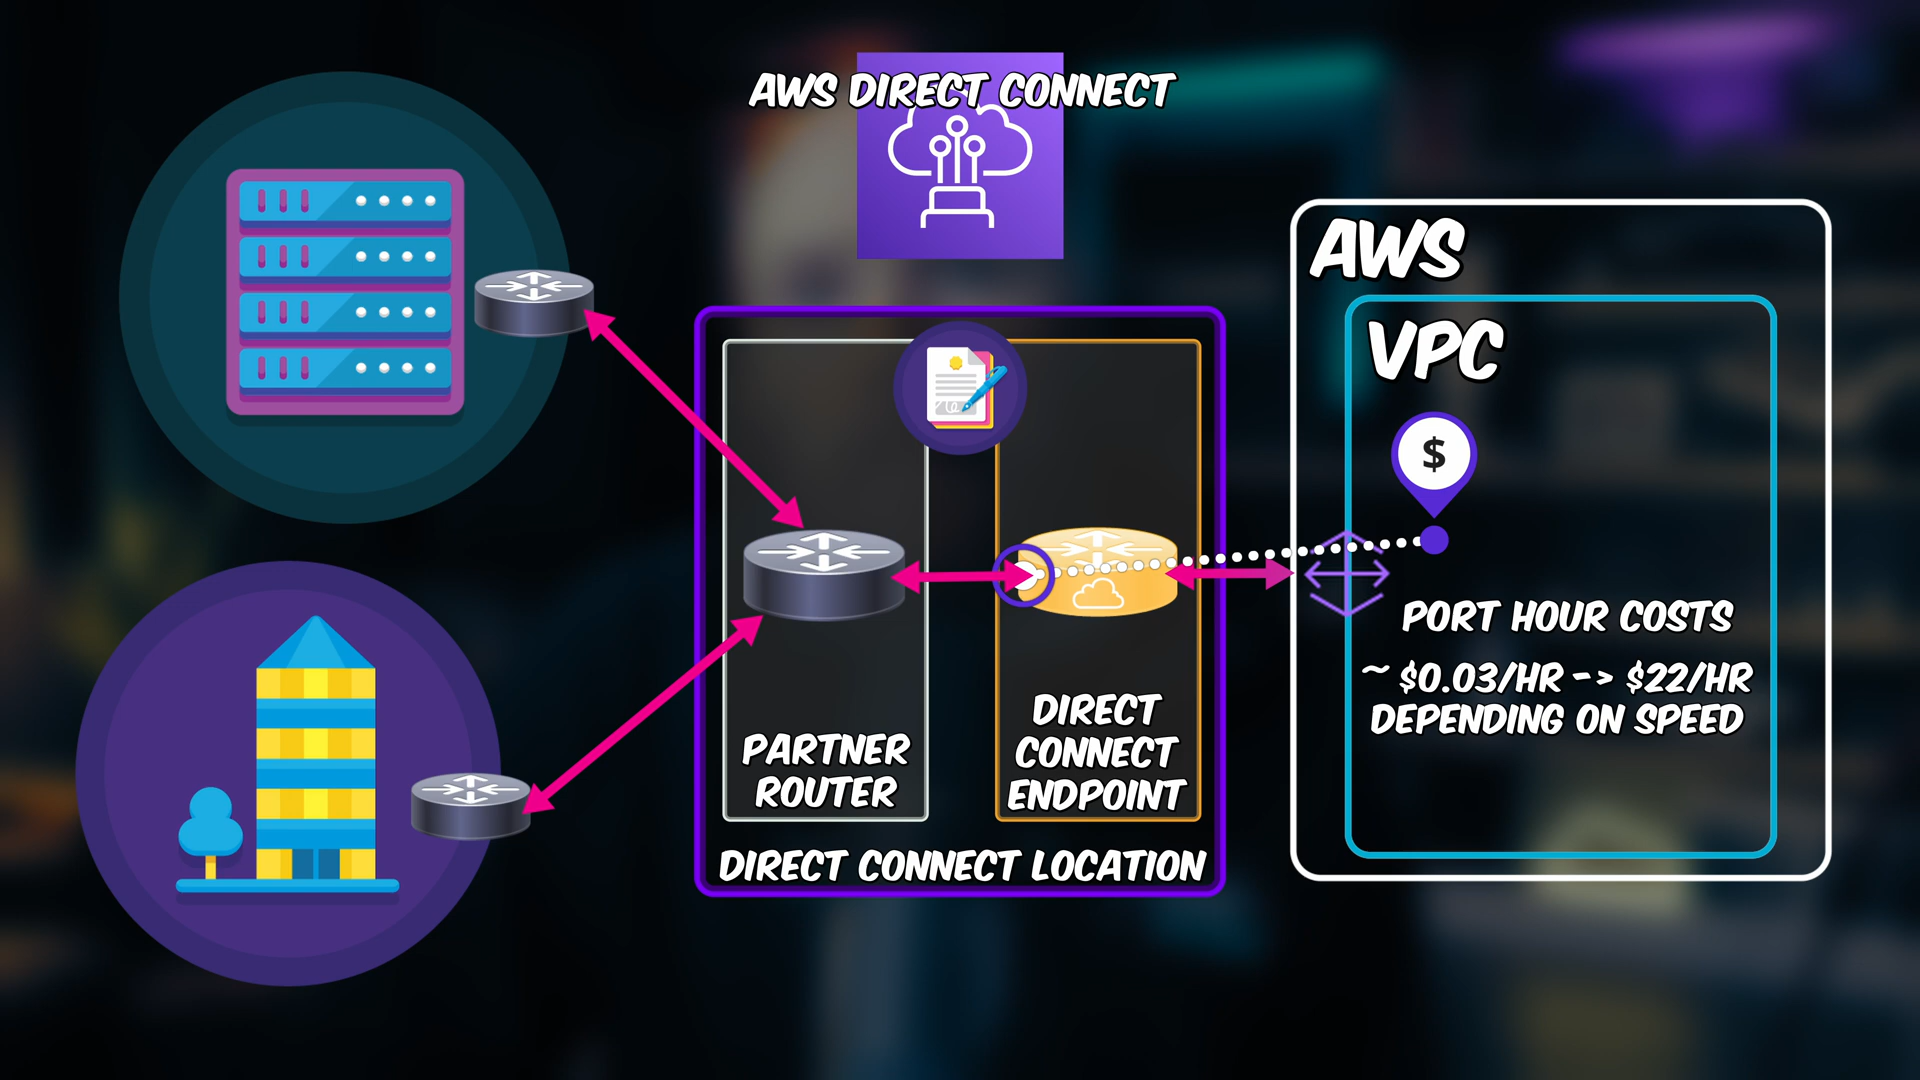 AWS DIRECT CONNECT
AWS
VPC
$
PORT HOUR COSTS
~ $0.03/HR -> $22/HR
DEPENDING ON SPEED
PARTNER
ROUTER
DIRECT
CONNECT
ENDPOINT
DIRECT CONNECT LOCATION